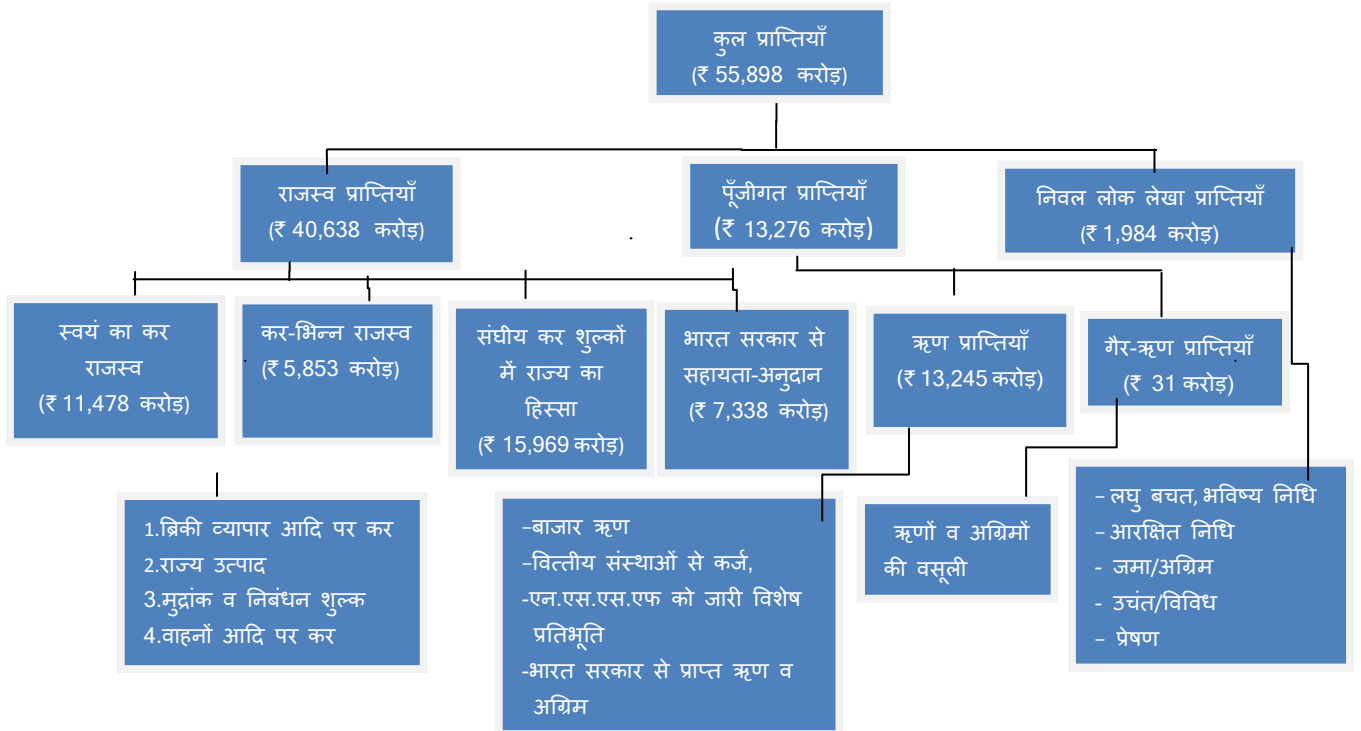 कुल प्राप्तियाँ
(₹ 55,898 करोड़)
राजस्व प्राप्तियाँ
(₹ 40,638 करोड़)
पूँजीगत प्राप्तियाँ
(₹ 13,276 करोड़)
निवल लोक लेखा प्राप्तियाँ
(₹ 1,984 करोड़)
स्वयं का कर
राजस्व
(₹ 11,478 करोड़)
कर-भिन्न राजस्व
(₹ 5,853 करोड़)
संघीय कर शुल्कों
में राज्य का
हिस्सा
(₹ 15,969 करोड़)
भारत सरकार से
सहायता-अनुदान
(₹ 7,338 करोड़)
ऋण प्राप्तियाँ
(₹ 13,245 करोड़)
गैर-ऋण प्राप्तियाँ
(₹ 31 करोड़)
1.ब्रिकी व्यापार आदि पर कर
2.राज्य उत्पाद
3.मुद्रांक व निबंधन शुल्क
4.वाहनों आदि पर कर
–बाजार ऋण
–वित्तीय संस्थाओं से कर्ज,
-एन.एस.एस.एफ को जारी विशेष
प्रतिभूति
-भारत सरकार से प्राप्त ऋण व
अग्रिम
ऋणों व अग्रिमों
की वसूली
– लघु बचत, भविष्य निधि
– आरक्षित निधि
- जमा/अग्रिम
- उचंत/विविध
– प्रेषण